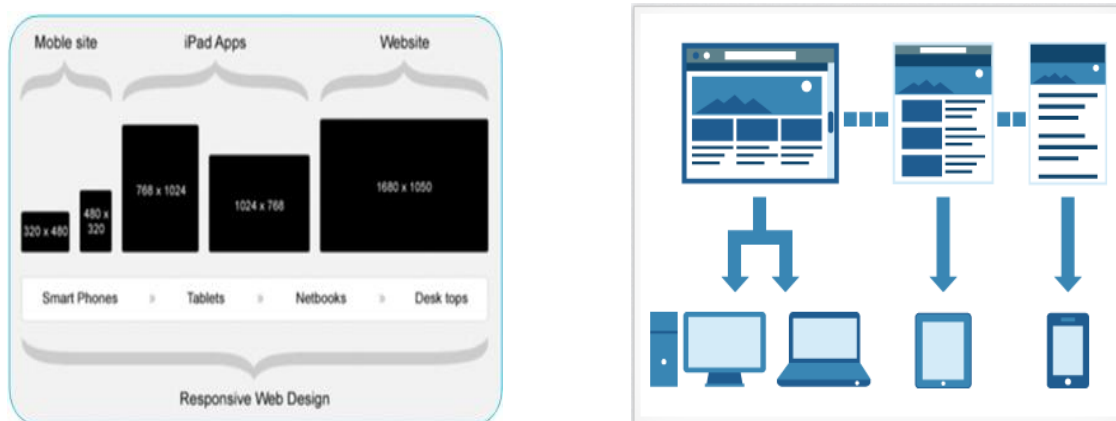 Moble site
iPad Apps
Website
320 x 480
480 x
320
768 x 1024
1024 x 768
1680 x 1050
Smart Phones » Tablets » Netbooks » Desk tops
Responsive Web Design